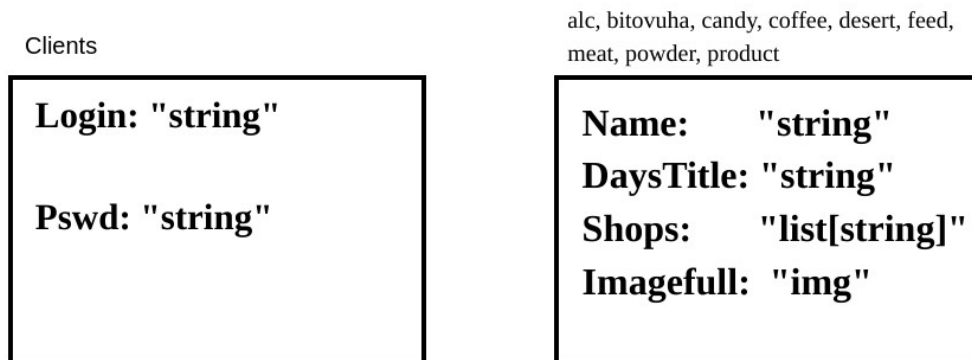 Clients
Login: "string"
Pswd: "string"
alc, bitovuha, candy, coffee, desert, feed,
meat, powder, product
Name: "string"
DaysTitle: "string"
Shops: "list[string]"
Imagefull: "img"